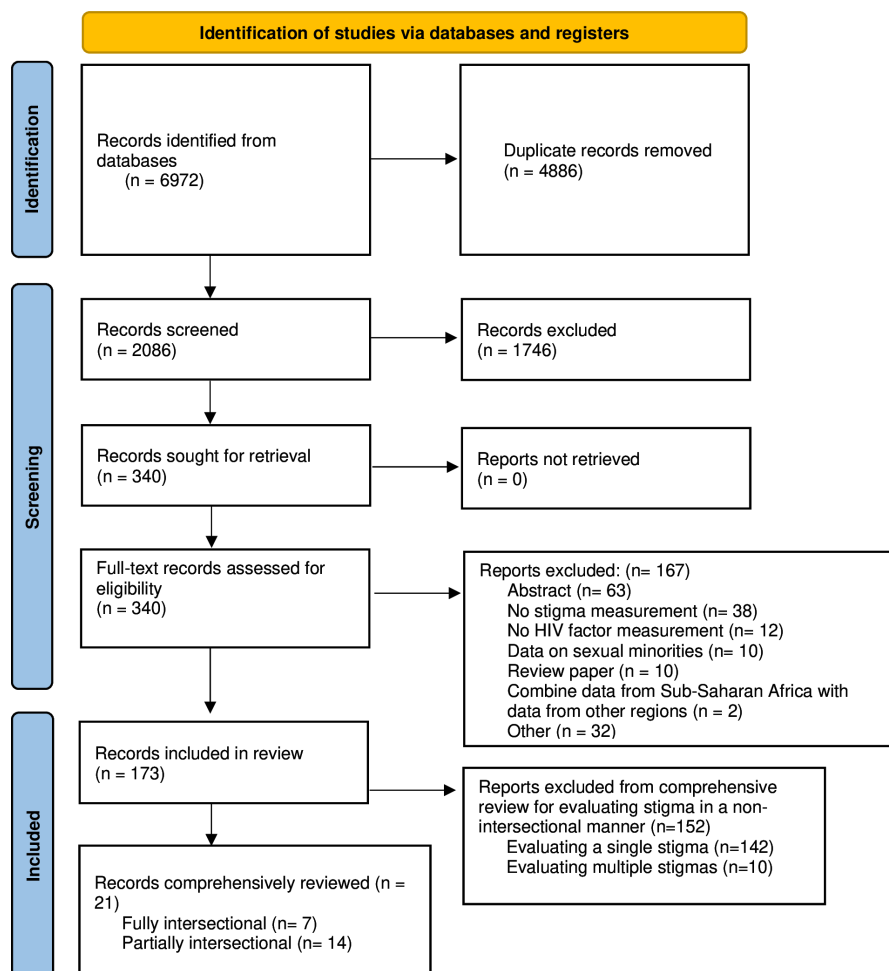 Identification of studies via databases and registers
Identification
Records identified from
databases
(n = 6972)
Duplicate records removed
(n = 4886)
Screening
Records screened
(n = 2086)
Records excluded
(n = 1746)
Records sought for retrieval
(n = 340)
Reports not retrieved
(n = 0)
Full-text records assessed for
eligibility
(n = 340)
Reports excluded: (n= 167)
Abstract (n= 63)
No stigma measurement (n= 38)
No HIV factor measurement (n= 12)
Data on sexual minorities (n= 10)
Review paper (n = 10)
Combine data from Sub-Saharan Africa with
data from other regions (n = 2)
Other (n = 32)
Included
Records included in review
(n = 173)
Reports excluded from comprehensive
review for evaluating stigma in a non-
intersectional manner (n=152)
Evaluating a single stigma (n=142)
Evaluating multiple stigmas (n=10)
Records comprehensively reviewed (n =
21)
Fully intersectional (n= 7)
Partially intersectional (n= 14)